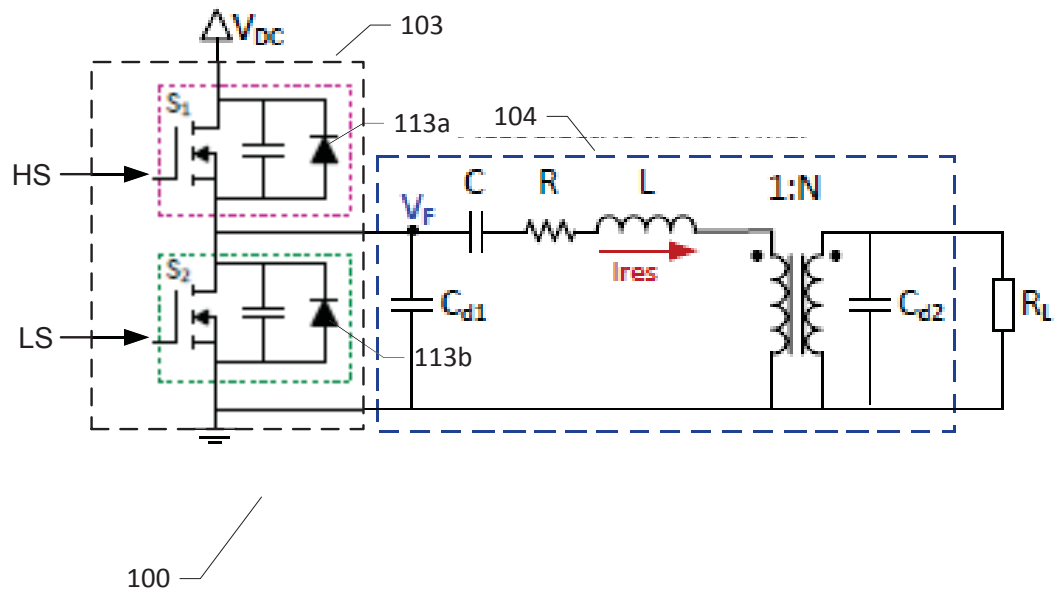 V_DC
103
S₁
113a
HS
104
C R L 1:N
V_F
Ires
S₂
C_d1
C_d2
R_L
LS
113b
100